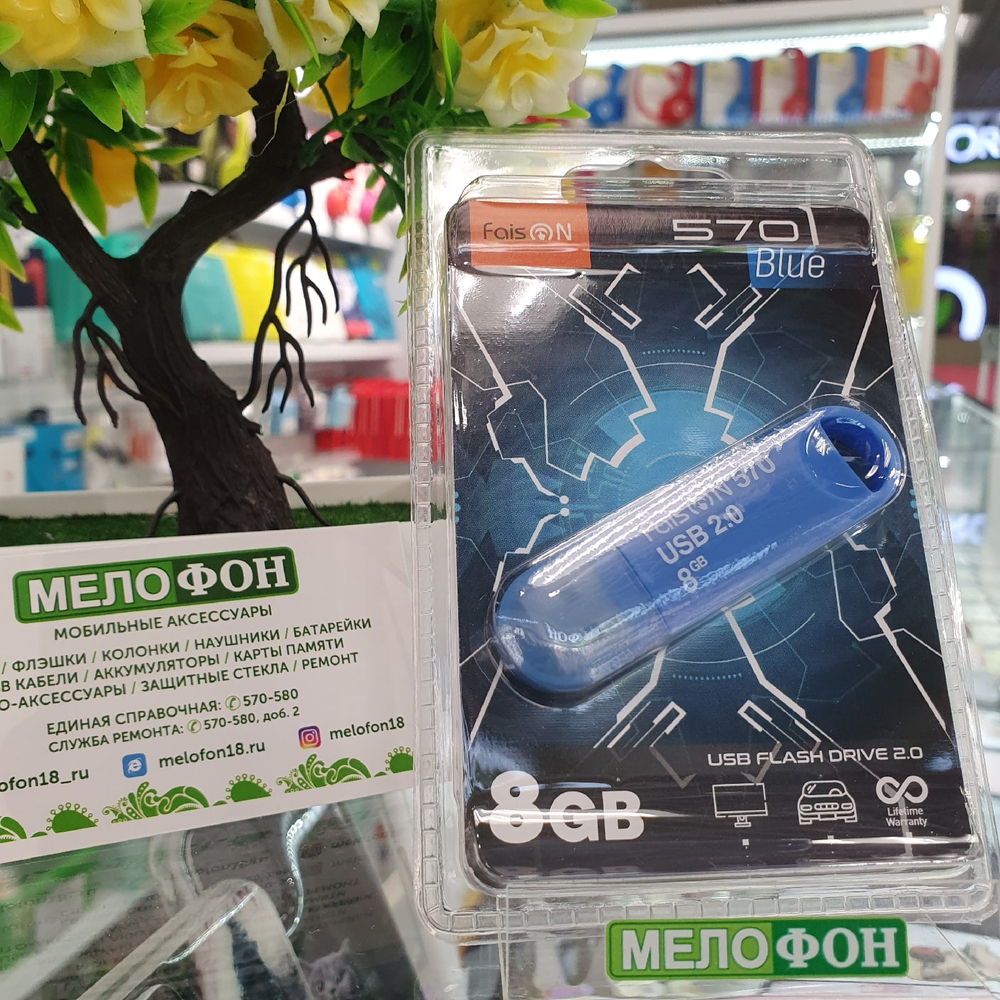 FaisON
570
Blue
FaisON 570
USB 2.0
8GB
USB FLASH DRIVE 2.0
8GB
Lifetime
Warranty
МЕЛОФОН
МОБИЛЬНЫЕ АКСЕССУАРЫ
/ ФЛЭШКИ / КОЛОНКИ / НАУШНИКИ / БАТАРЕЙКИ
КАБЕЛИ / АККУМУЛЯТОРЫ / КАРТЫ ПАМЯТИ
О-АКСЕССУАРЫ / ЗАЩИТНЫЕ СТЕКЛА / РЕМОНТ
ЕДИНАЯ СПРАВОЧНАЯ: 570-580
СЛУЖБА РЕМОНТА: 570-580, доб. 2
ofon18_ru melofon18.ru melofon18
МЕЛОФОН